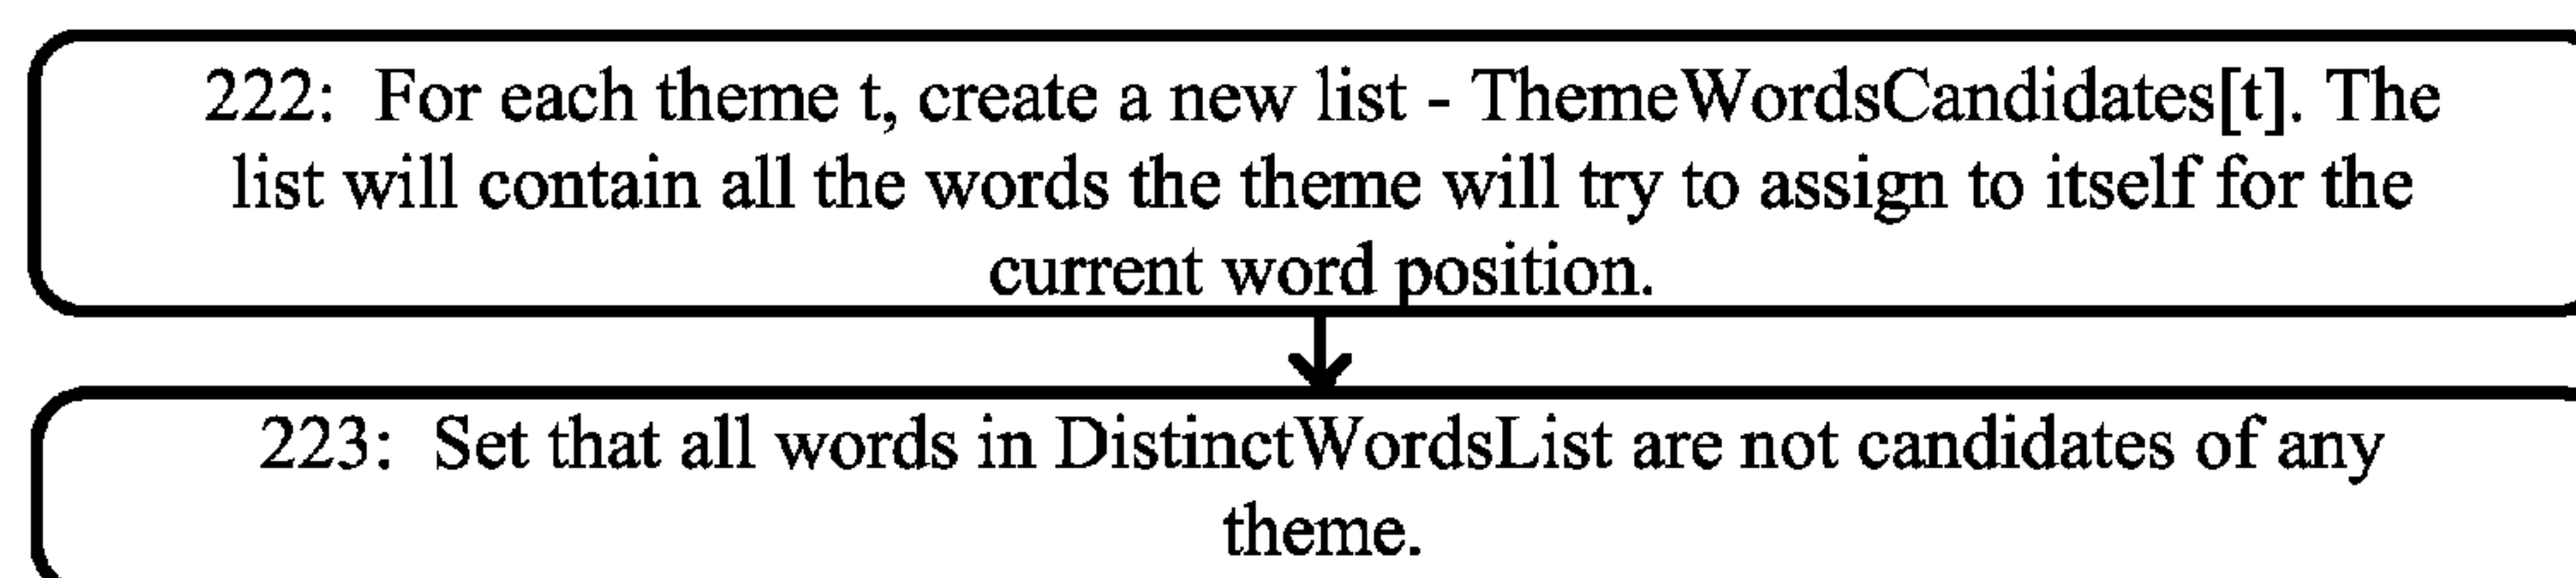 222:  For each theme t, create a new list - ThemeWordsCandidates[t]. The
list will contain all the words the theme will try to assign to itself for the
current word position.
223:  Set that all words in DistinctWordsList are not candidates of any
theme.